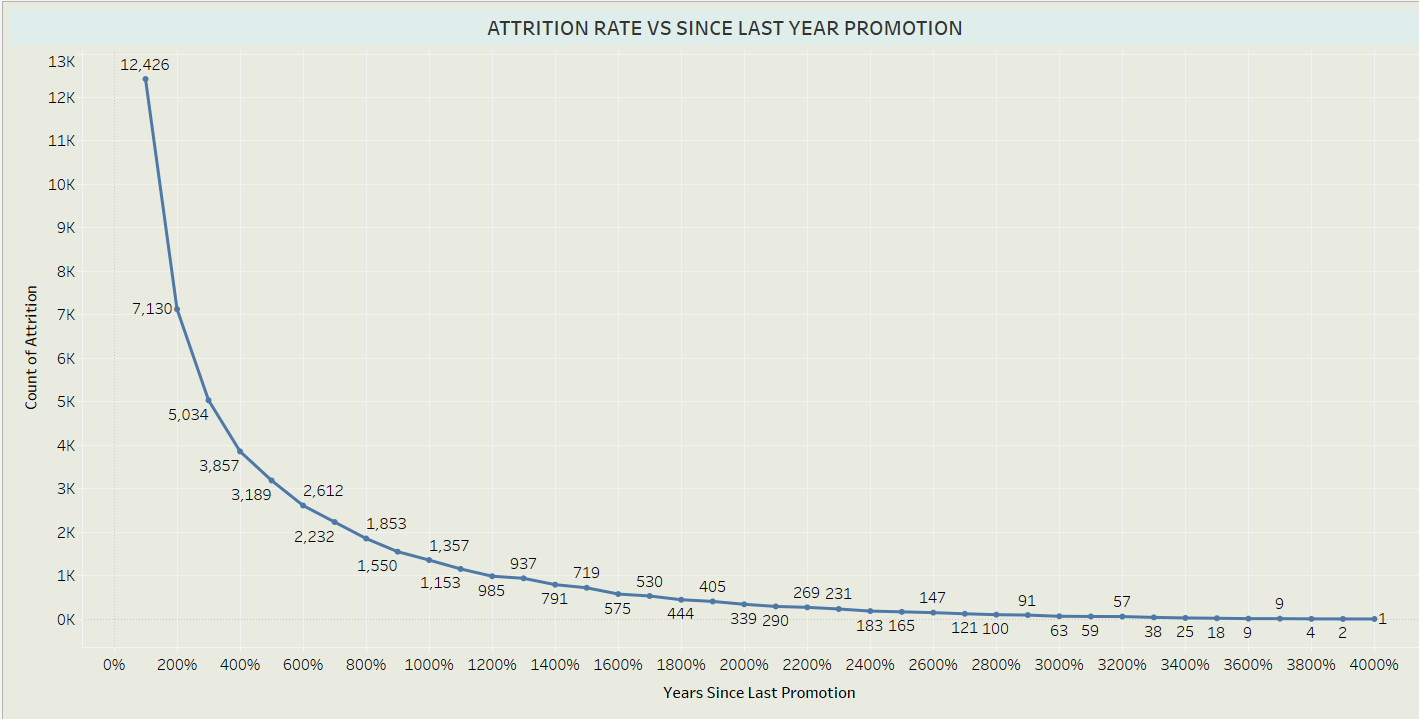 ATTRITION RATE VS SINCE LAST YEAR PROMOTION
Count of Attrition
13K
12K
11K
10K
9K
8K
7K
6K
5K
4K
3K
2K
1K
0K
12,426
7,130
5,034
3,857
3,189
2,612
2,232
1,853
1,550
1,357
1,153
985
937
791
719
575
530
444
405
339
290
269
231
183
165
147
121
100
91
63
59
57
38
25
18
9
9
4
2
1
0% 200% 400% 600% 800% 1000% 1200% 1400% 1600% 1800% 2000% 2200% 2400% 2600% 2800% 3000% 3200% 3400% 3600% 3800% 4000%
Years Since Last Promotion